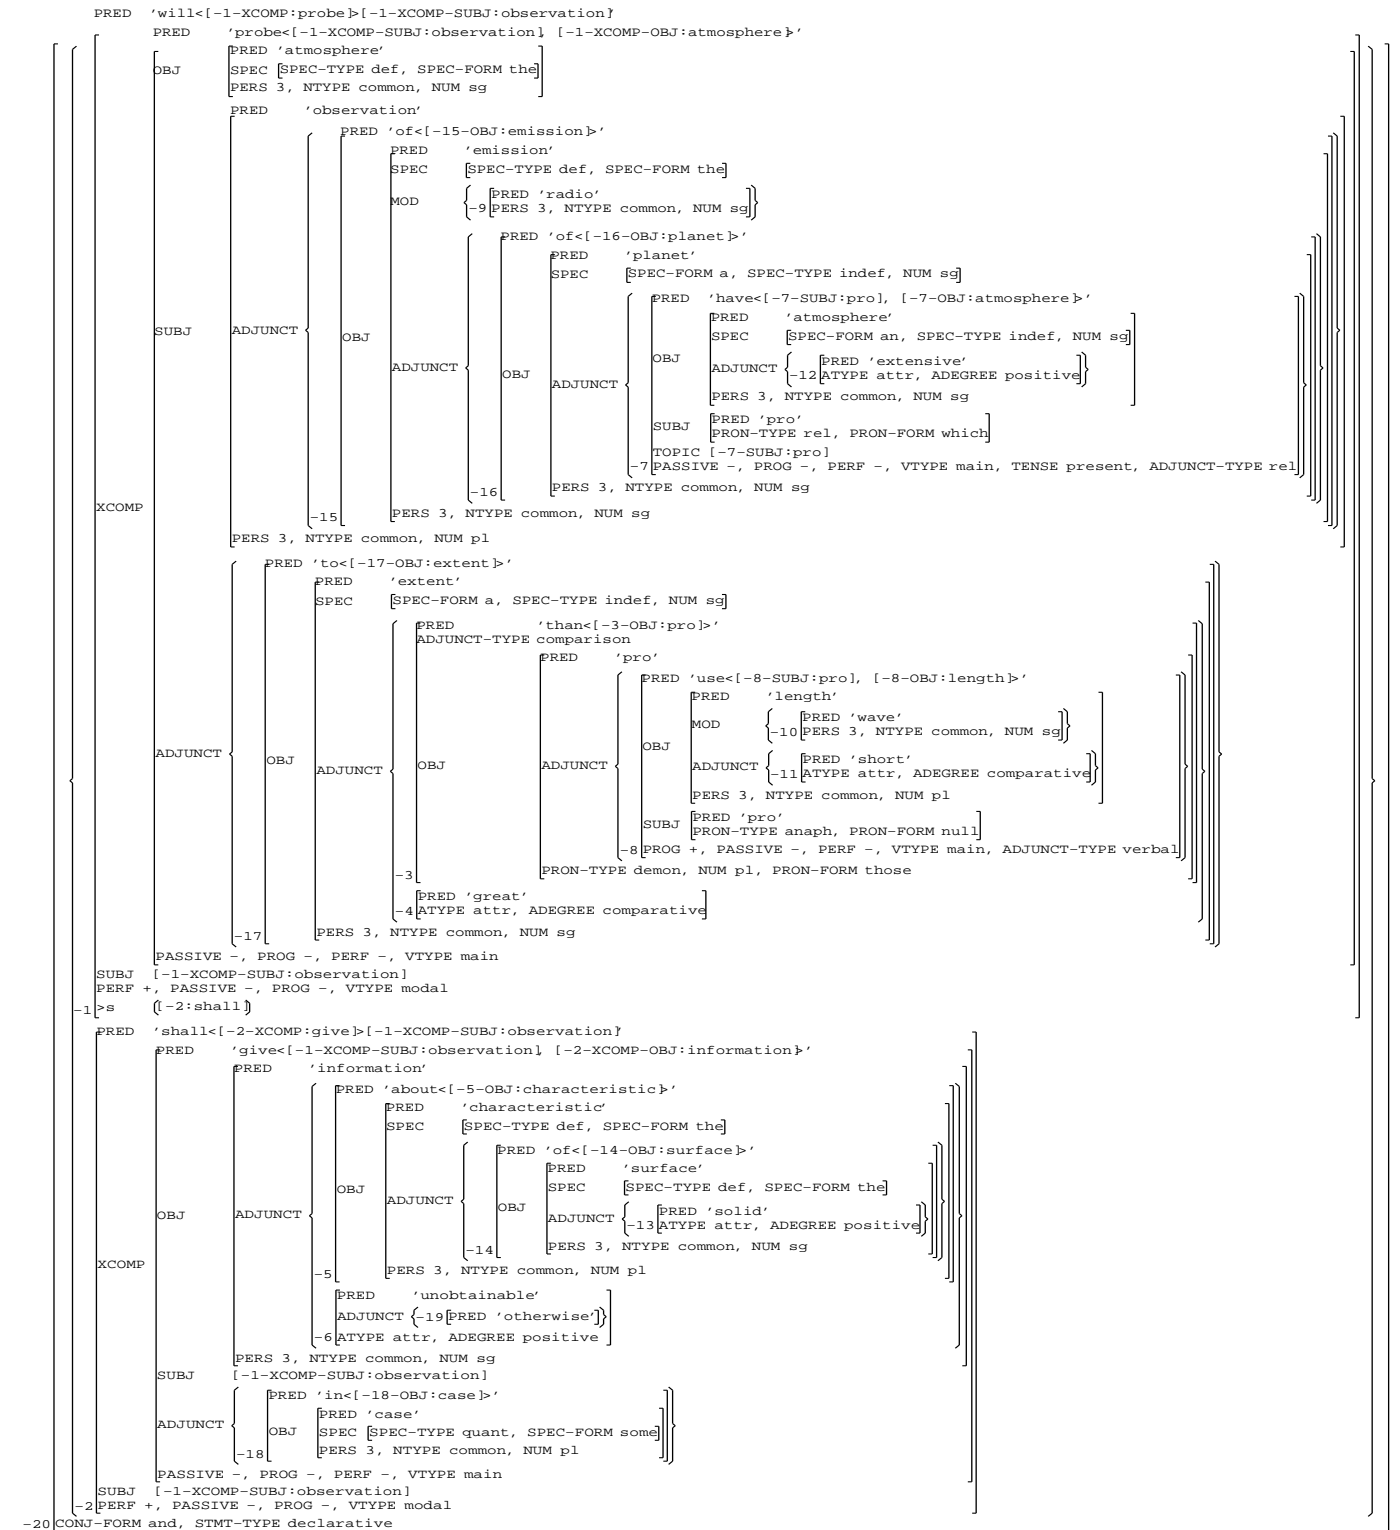 PRED 'will<[-1-XCOMP:probe]>[-1-XCOMP-SUBJ:observation]'
PRED 'probe<[-1-XCOMP-SUBJ:observation], [-1-XCOMP-OBJ:atmosphere]>'
PRED 'atmosphere'
OBJ SPEC [SPEC-TYPE def, SPEC-FORM the]
PERS 3, NTYPE common, NUM sg
PRED 'observation'
PRED 'of<[-15-OBJ:emission]>'
PRED 'emission'
SPEC [SPEC-TYPE def, SPEC-FORM the]
PRED 'radio'
MOD
-9 PERS 3, NTYPE common, NUM sg
PRED 'of<[-16-OBJ:planet]>'
PRED 'planet'
SPEC [SPEC-FORM a, SPEC-TYPE indef, NUM sg]
PRED 'have<[-7-SUBJ:pro], [-7-OBJ:atmosphere]>'
PRED 'atmosphere'
SUBJ ADJUNCT OBJ SPEC [SPEC-FORM an, SPEC-TYPE indef, NUM sg]
OBJ PRED 'extensive'
ADJUNCT OBJ ADJUNCT
-12 ATYPE attr, ADEGREE positive
ADJUNCT
PERS 3, NTYPE common, NUM sg
PRED 'pro'
SUBJ
PRON-TYPE rel, PRON-FORM which
TOPIC [-7-SUBJ:pro]
-7 PASSIVE -, PROG -, PERF -, VTYPE main, TENSE present, ADJUNCT-TYPE rel
-16 PERS 3, NTYPE common, NUM sg
XCOMP
-15 PERS 3, NTYPE common, NUM sg
PERS 3, NTYPE common, NUM pl
PRED 'to<[-17-OBJ:extent]>'
PRED 'extent'
SPEC [SPEC-FORM a, SPEC-TYPE indef, NUM sg]
PRED 'than<[-3-OBJ:pro]>'
ADJUNCT-TYPE comparison
PRED 'pro'
PRED 'use<[-8-SUBJ:pro], [-8-OBJ:length]>'
PRED 'length'
PRED 'wave'
MOD
-10 PERS 3, NTYPE common, NUM sg
OBJ
ADJUNCT OBJ ADJUNCT OBJ ADJUNCT ADJUNCT PRED 'short'
-11 ATYPE attr, ADEGREE comparative
PERS 3, NTYPE common, NUM pl
PRED 'pro'
SUBJ
PRON-TYPE anaph, PRON-FORM null
-8 PROG +, PASSIVE -, PERF -, VTYPE main, ADJUNCT-TYPE verbal
-3 PRON-TYPE demon, NUM pl, PRON-FORM those
PRED 'great'
-4 ATYPE attr, ADEGREE comparative
-17 PERS 3, NTYPE common, NUM sg
PASSIVE -, PROG -, PERF -, VTYPE main
SUBJ [-1-XCOMP-SUBJ:observation]
PERF +, PASSIVE -, PROG -, VTYPE modal
-1 >s {[-2:shall]}
PRED 'shall<[-2-XCOMP:give]>[-1-XCOMP-SUBJ:observation]'
PRED 'give<[-1-XCOMP-SUBJ:observation], [-2-XCOMP-OBJ:information]>'
PRED 'information'
PRED 'about<[-5-OBJ:characteristic]>'
PRED 'characteristic'
SPEC [SPEC-TYPE def, SPEC-FORM the]
PRED 'of<[-14-OBJ:surface]>'
PRED 'surface'
OBJ SPEC [SPEC-TYPE def, SPEC-FORM the]
ADJUNCT OBJ
OBJ ADJUNCT ADJUNCT PRED 'solid'
-13 ATYPE attr, ADEGREE positive
-14 PERS 3, NTYPE common, NUM sg
XCOMP
-5 PERS 3, NTYPE common, NUM pl
PRED 'unobtainable'
ADJUNCT {-19 [PRED 'otherwise']}
-6 ATYPE attr, ADEGREE positive
PERS 3, NTYPE common, NUM sg
SUBJ [-1-XCOMP-SUBJ:observation]
PRED 'in<[-18-OBJ:case]>'
PRED 'case'
ADJUNCT OBJ SPEC [SPEC-TYPE quant, SPEC-FORM some]
-18 PERS 3, NTYPE common, NUM pl
PASSIVE -, PROG -, PERF -, VTYPE main
SUBJ [-1-XCOMP-SUBJ:observation]
-2 PERF +, PASSIVE -, PROG -, VTYPE modal
-20 CONJ-FORM and, STMT-TYPE declarative